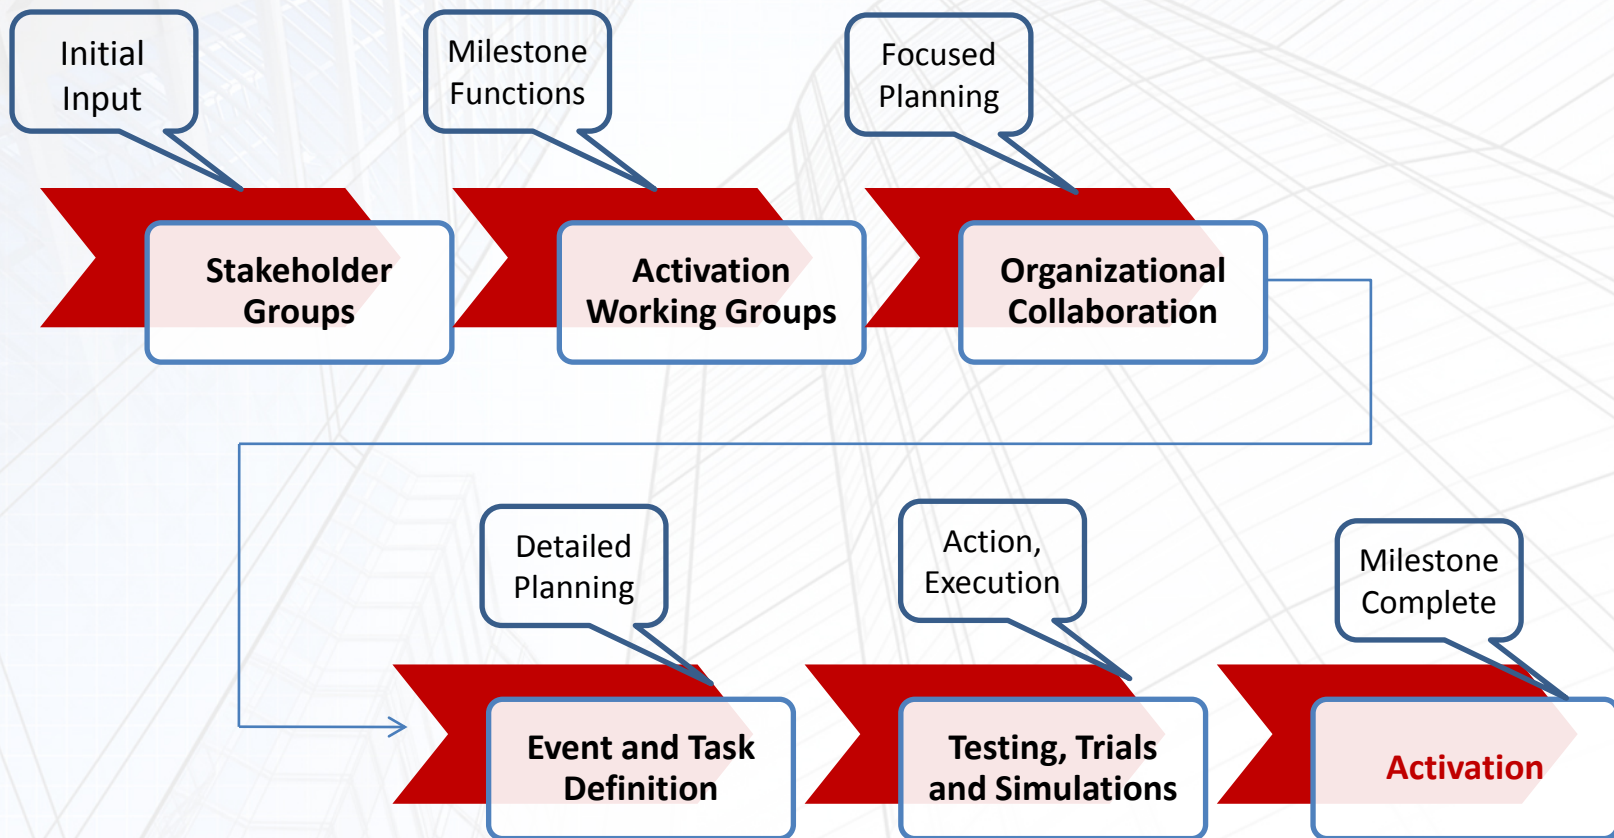 Initial
Input
Milestone
Functions
Focused
Planning
Stakeholder
Groups
Activation
Working Groups
Organizational
Collaboration
Detailed
Planning
Action,
Execution
Milestone
Complete
Event and Task
Definition
Testing, Trials
and Simulations
Activation